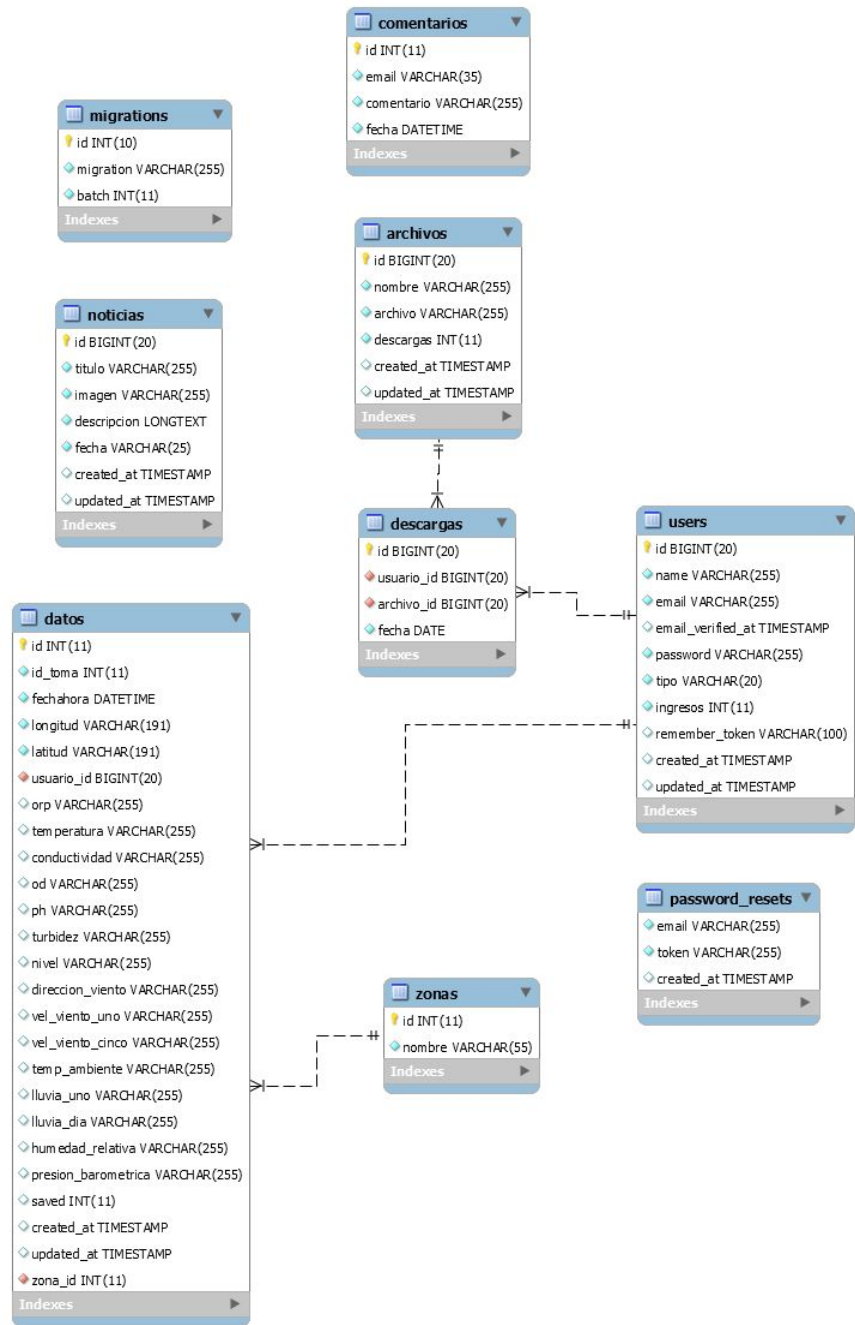 comentarios
id INT(11)
email VARCHAR(35)
comentario VARCHAR(255)
fecha DATETIME
Indexes
migrations
id INT(10)
migration VARCHAR(255)
batch INT(11)
Indexes
archivos
id BIGINT(20)
nombre VARCHAR(255)
archivo VARCHAR(255)
descargas INT(11)
created_at TIMESTAMP
updated_at TIMESTAMP
Indexes
noticias
id BIGINT(20)
titulo VARCHAR(255)
imagen VARCHAR(255)
descripcion LONGTEXT
fecha VARCHAR(25)
created_at TIMESTAMP
updated_at TIMESTAMP
Indexes
descargas
id BIGINT(20)
usuario_id BIGINT(20)
archivo_id BIGINT(20)
fecha DATE
Indexes
users
id BIGINT(20)
name VARCHAR(255)
email VARCHAR(255)
email_verified_at TIMESTAMP
password VARCHAR(255)
tipo VARCHAR(20)
ingresos INT(11)
remember_token VARCHAR(100)
created_at TIMESTAMP
updated_at TIMESTAMP
Indexes
datos
id INT(11)
id_toma INT(11)
fechahora DATETIME
longitud VARCHAR(191)
latitud VARCHAR(191)
usuario_id BIGINT(20)
orp VARCHAR(255)
temperatura VARCHAR(255)
conductividad VARCHAR(255)
od VARCHAR(255)
ph VARCHAR(255)
turbidez VARCHAR(255)
nivel VARCHAR(255)
direccion_viento VARCHAR(255)
vel_viento_uno VARCHAR(255)
vel_viento_cinco VARCHAR(255)
temp_ambiente VARCHAR(255)
lluvia_uno VARCHAR(255)
lluvia_dia VARCHAR(255)
humedad_relativa VARCHAR(255)
presion_barometrica VARCHAR(255)
saved INT(11)
created_at TIMESTAMP
updated_at TIMESTAMP
zona_id INT(11)
Indexes
password_resets
email VARCHAR(255)
token VARCHAR(255)
created_at TIMESTAMP
Indexes
zonas
id INT(11)
nombre VARCHAR(55)
Indexes